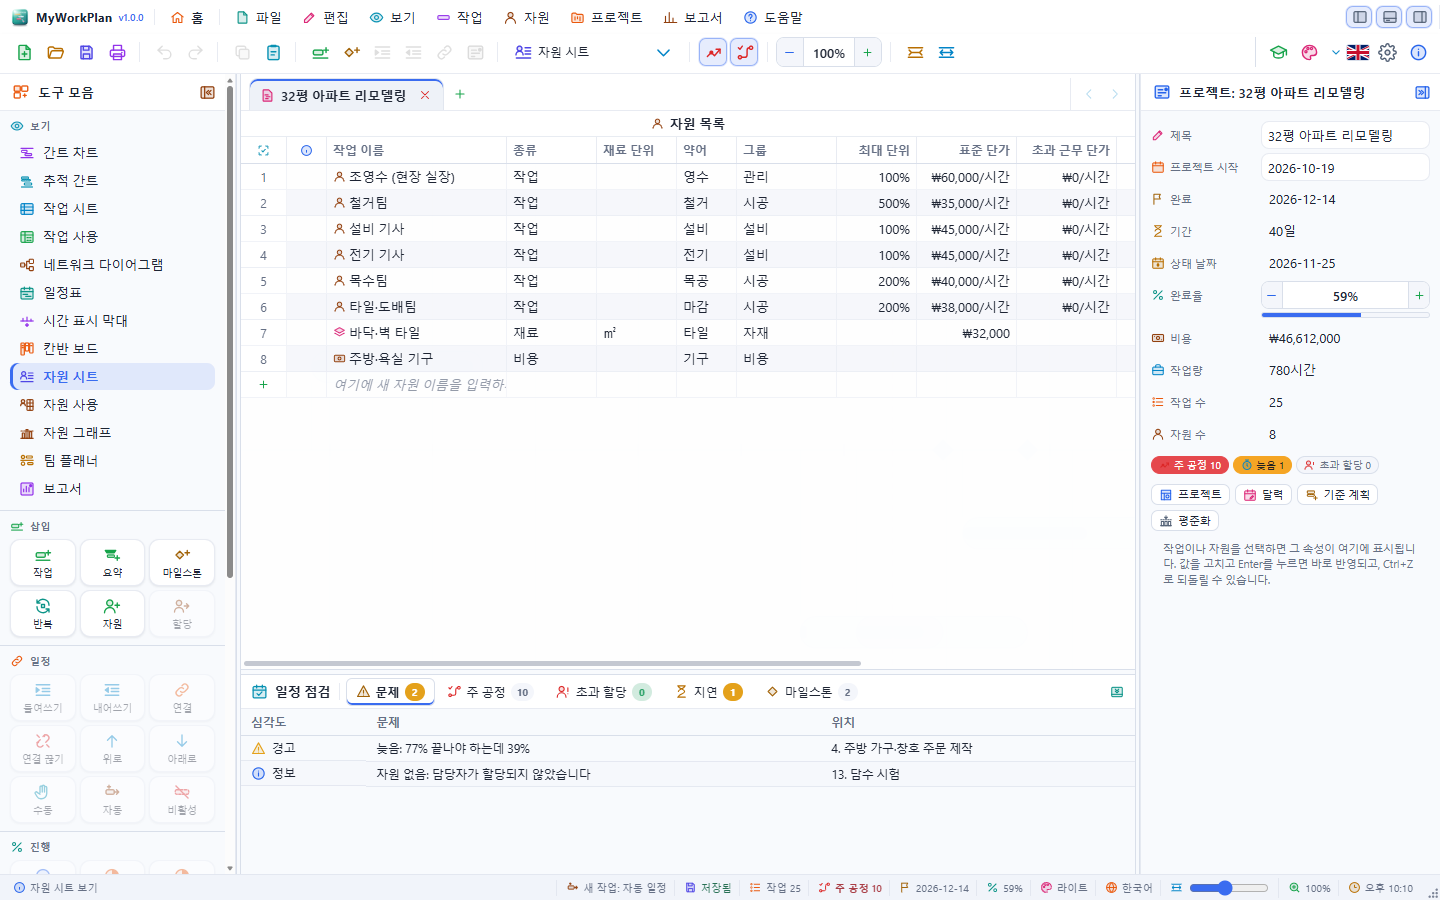 MyWorkPlan v1.0.0 홈 파일 편집 보기 작업 자원 프로젝트 보고서 도움말
자원 시트 100%
도구 모음
보기
간트 차트
추적 간트
작업 시트
작업 사용
네트워크 다이어그램
일정표
시간 표시 막대
칸반 보드
자원 시트
자원 사용
자원 그래프
팀 플래너
보고서
삽입
작업 요약 마일스톤
반복 자원 할당
일정
들여쓰기 내어쓰기 연결
연결 끊기 위로 아래로
수동 자동 비활성
진행
32평 아파트 리모델링
자원 목록
작업 이름 종류 재료 단위 약어 그룹 최대 단위 표준 단가 초과 근무 단가
1 조영수 (현장 실장) 작업 영수 관리 100% ₩60,000/시간 ₩0/시간
2 철거팀 작업 철거 시공 500% ₩35,000/시간 ₩0/시간
3 설비 기사 작업 설비 설비 100% ₩45,000/시간 ₩0/시간
4 전기 기사 작업 전기 설비 100% ₩45,000/시간 ₩0/시간
5 목수팀 작업 목공 시공 200% ₩40,000/시간 ₩0/시간
6 타일·도배팀 작업 마감 시공 200% ₩38,000/시간 ₩0/시간
7 바닥·벽 타일 재료 ㎡ 타일 자재 ₩32,000
8 주방·욕실 기구 비용 기구 비용
여기에 새 자원 이름을 입력하
일정 점검 문제 2 주 공정 10 초과 할당 0 지연 1 마일스톤 2
심각도 문제 위치
경고 늦음: 77% 끝나야 하는데 39% 4. 주방 가구·창호 주문 제작
정보 자원 없음: 담당자가 할당되지 않았습니다 13. 담수 시험
프로젝트: 32평 아파트 리모델링
제목 32평 아파트 리모델링
프로젝트 시작 2026-10-19
완료 2026-12-14
기간 40일
상태 날짜 2026-11-25
완료율 59%
비용 ₩46,612,000
작업량 780시간
작업 수 25
자원 수 8
주 공정 10 늦음 1 초과 할당 0
프로젝트 달력 기준 계획
평준화
작업이나 자원을 선택하면 그 속성이 여기에 표시됩니
다. 값을 고치고 Enter를 누르면 바로 반영되고, Ctrl+Z
로 되돌릴 수 있습니다.
자원 시트 보기 새 작업: 자동 일정 저장됨 작업 25 주 공정 10 2026-12-14 59% 라이트 한국어 100% 오후 10:10